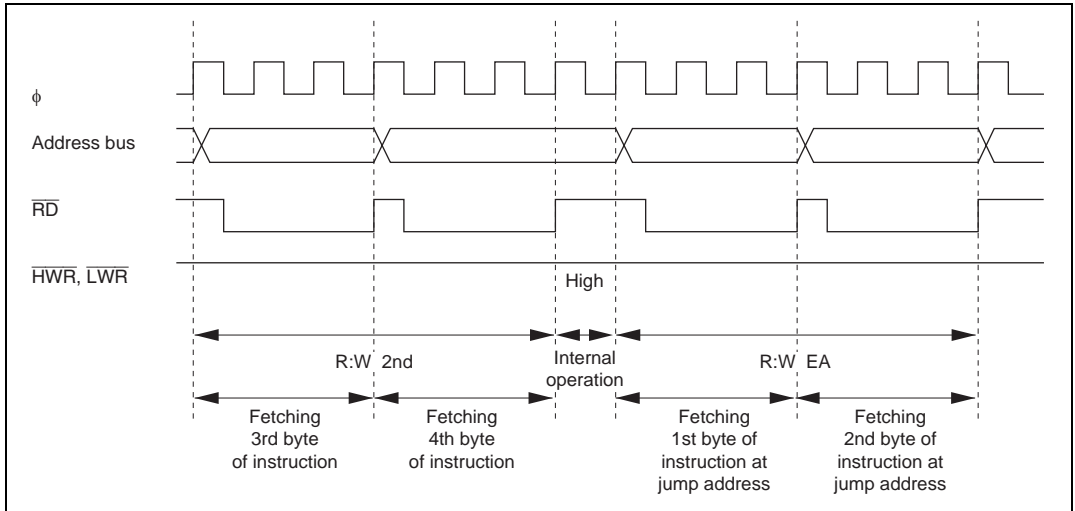 φ
Address bus
RD
HWR, LWR
High
R:W 2nd
Internal
operation
R:W EA
Fetching
3rd byte
of instruction
Fetching
4th byte
of instruction
Fetching
1st byte of
instruction at
jump address
Fetching
2nd byte of
instruction at
jump address